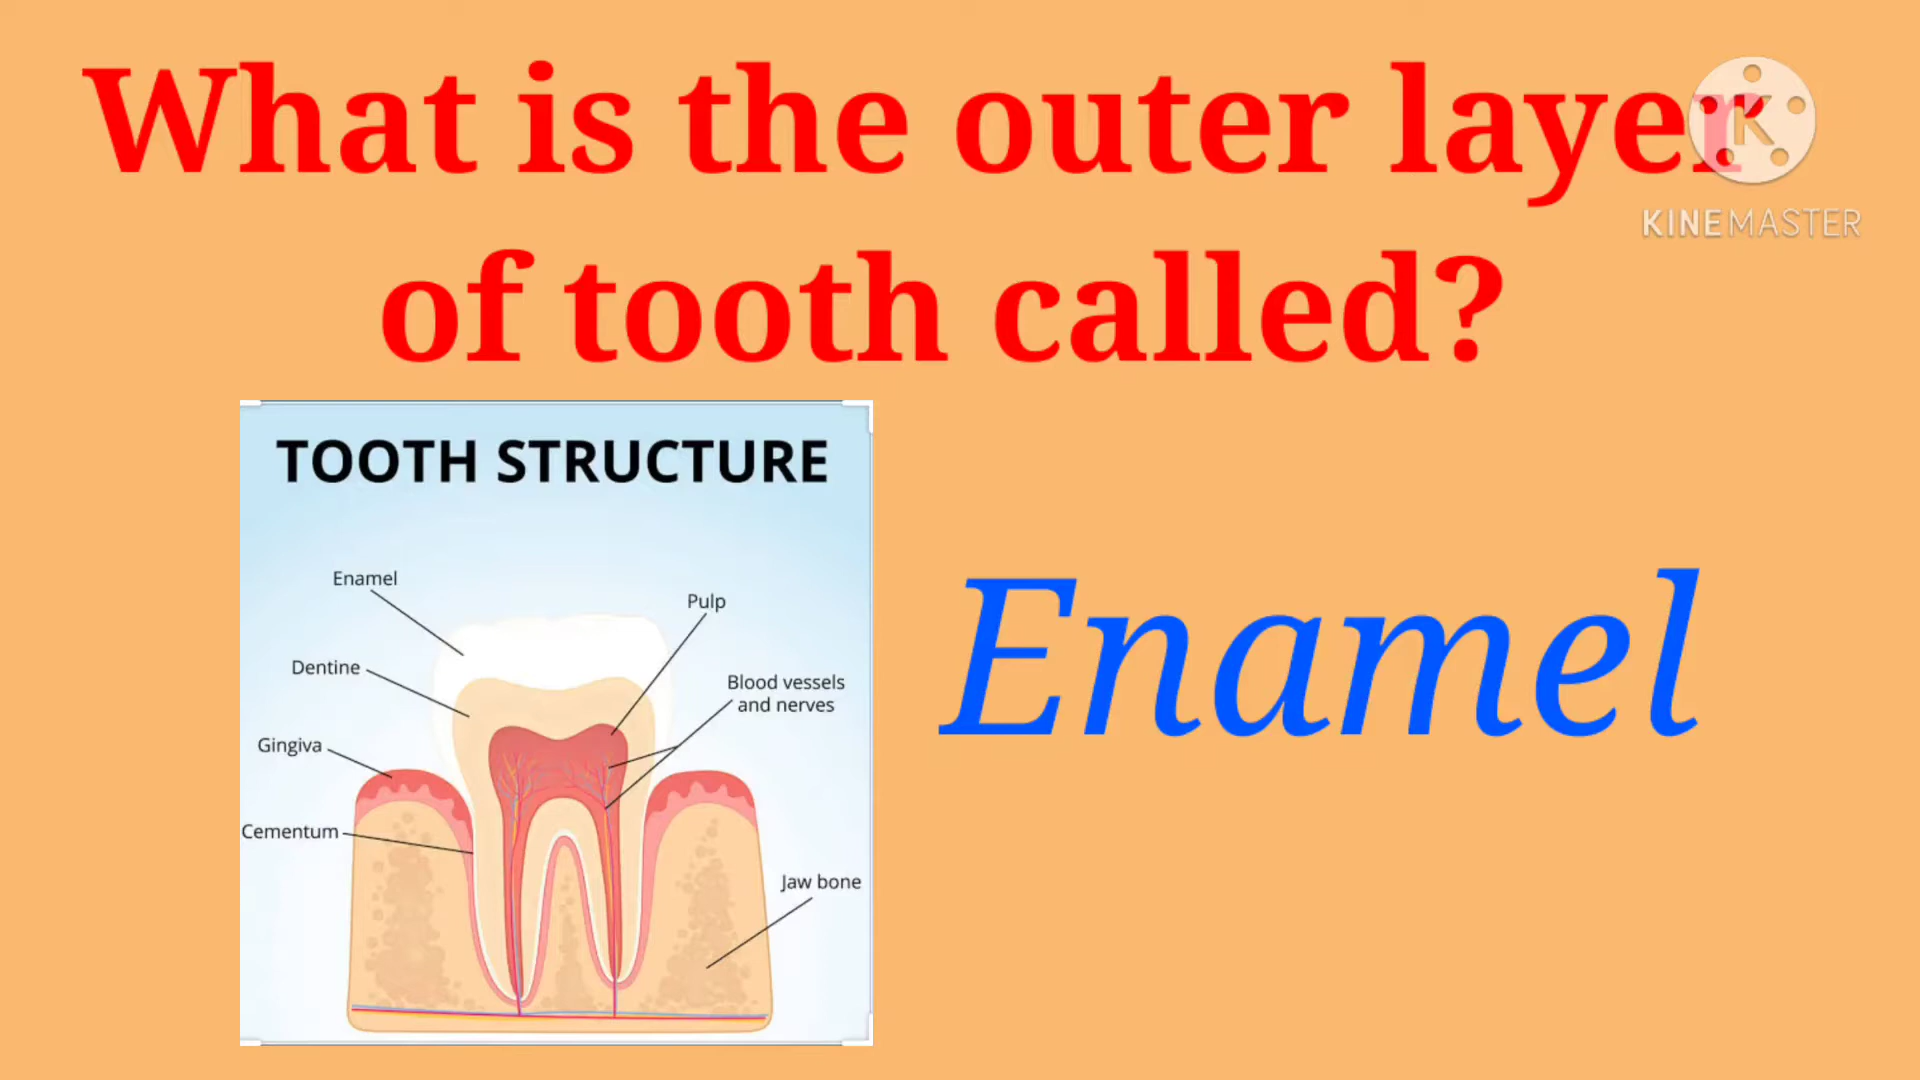 What is the outer layer
of tooth called?
K
KINEMASTER
TOOTH STRUCTURE
Enamel
Pulp
Dentine
Blood vessels
and nerves
Gingiva
Cementum
Jaw bone
Enamel